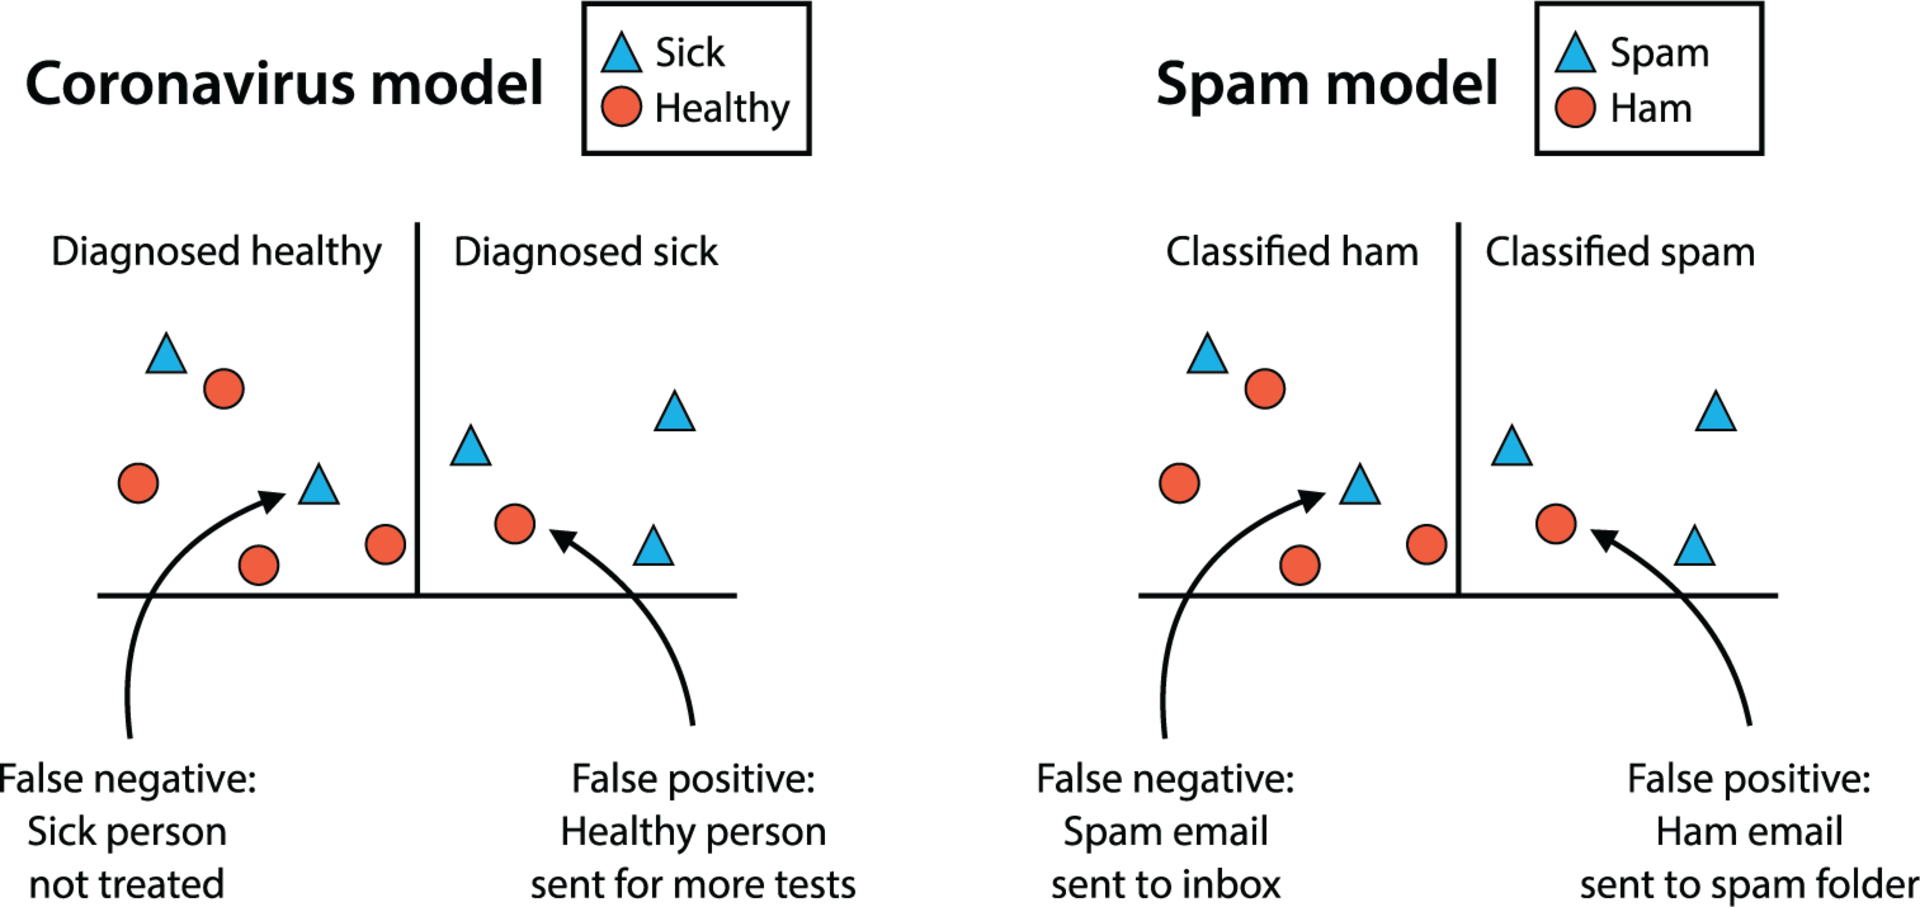 Coronavirus model
Sick
Healthy
Diagnosed healthy
Diagnosed sick
False negative:
Sick person
not treated
False positive:
Healthy person
sent for more tests
Spam model
Spam
Ham
Classified ham
Classified spam
False negative:
Spam email
sent to inbox
False positive:
Ham email
sent to spam folder